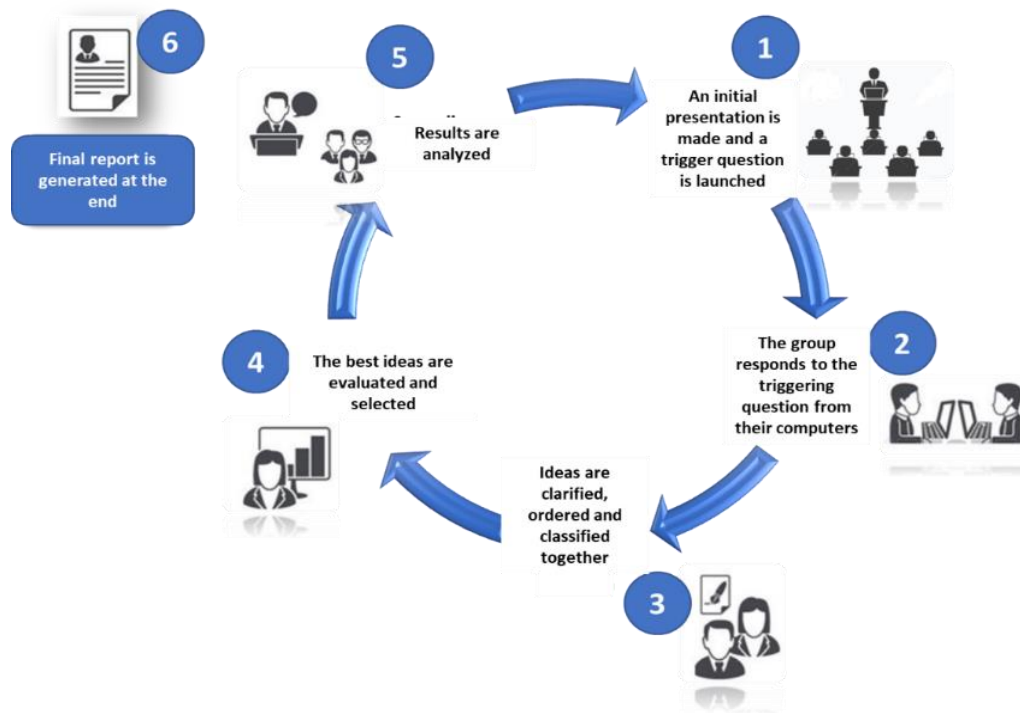 1
An initial
presentation is
made and a
trigger question
is launched
2
The group
responds to the
triggering
question from
their computers
3
Ideas are
clarified,
ordered and
classified
together
4
The best ideas are
evaluated and
selected
5
Results are
analyzed
6
Final report is
generated at the
end